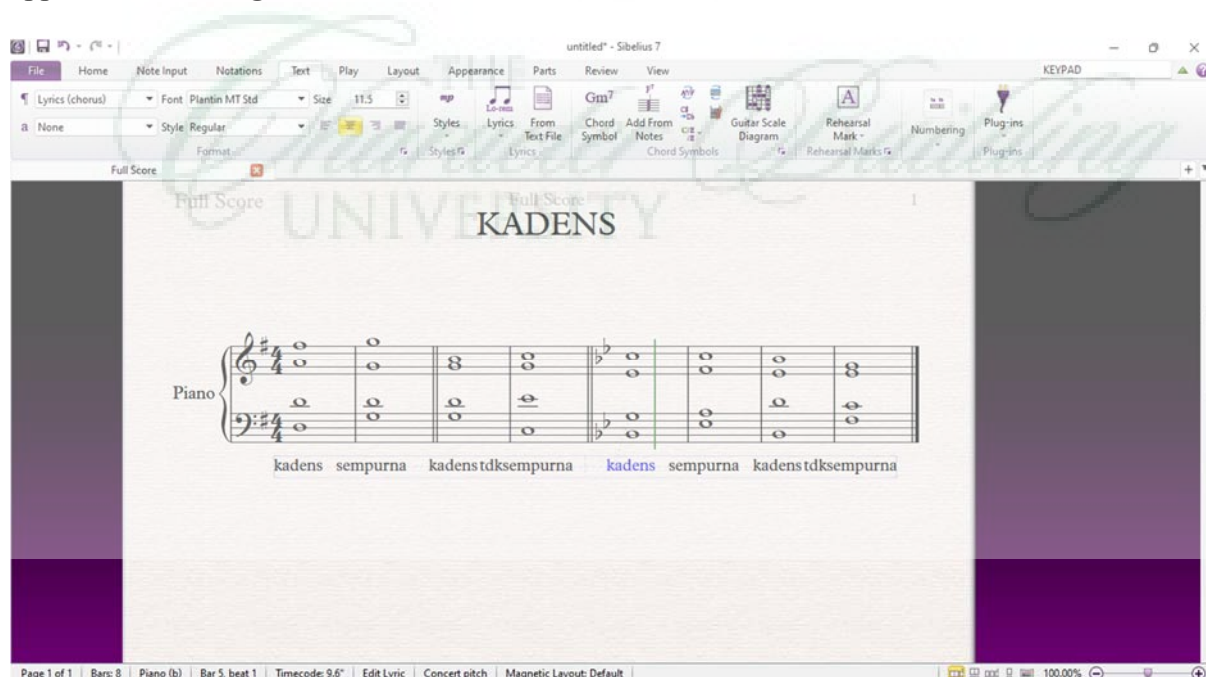 untitled* - Sibelius 7
File Home Note Input Notations Text Play Layout Appearance Parts Review View KEYPAD
Lyrics (chorus) Font Plantin MT Std Size 11.5 mp Styles Lyrics From Text File Gm7 Chord Symbol Add From Notes Guitar Scale Diagram A Rehearsal Mark Numbering Plug-ins
a None Style Regular
Format Styles Lyrics Chord Symbols Rehearsal Marks Plug-ins
Full Score
Full Score Full Score 1
UNIVERSITY
KADENS
Piano
kadens sempurna kadens tdksempurna kadens sempurna kadens tdksempurna
Page 1 of 1 Bars: 8 Piano (b) Bar 5, beat 1 Timecode: 9.6" Edit Lyric Concert pitch Magnetic Layout: Default 100.00%